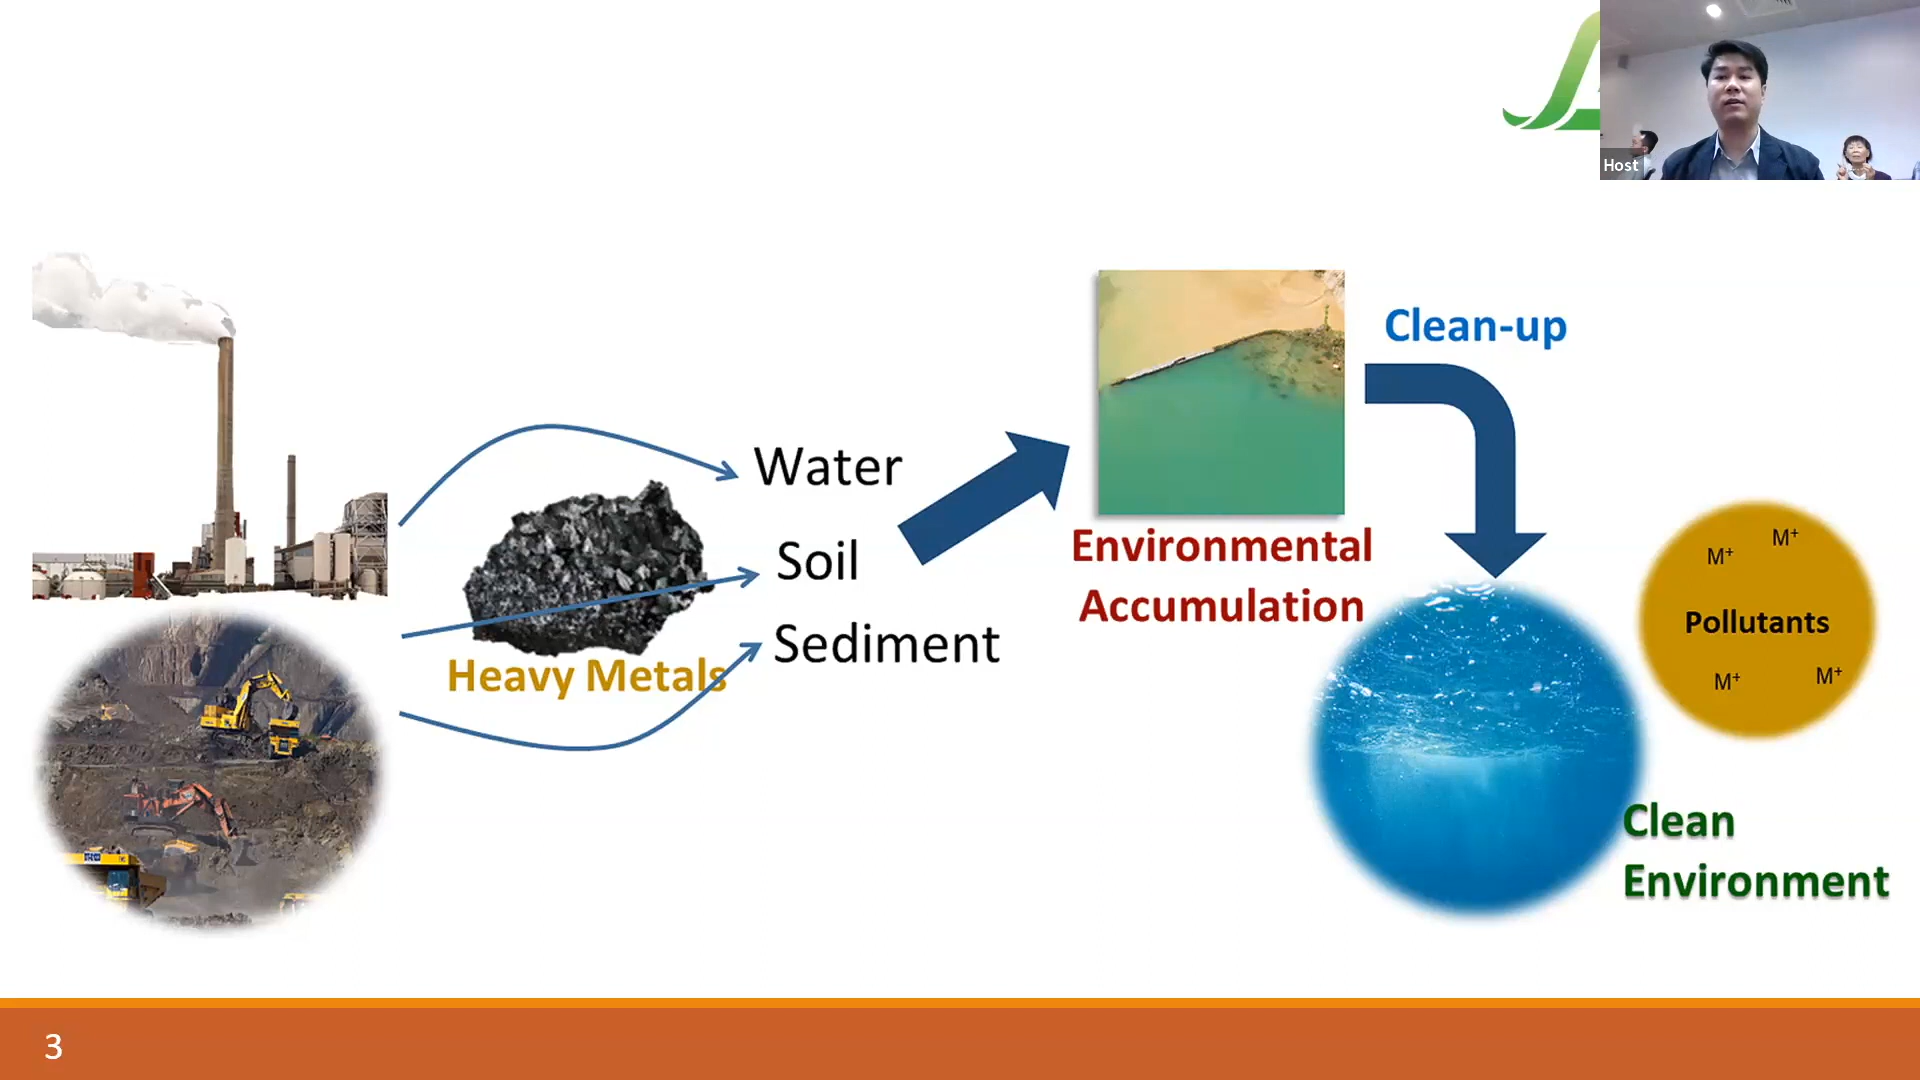 Host
Clean-up
Water
Soil
Sediment
Heavy Metals
Environmental
Accumulation
M⁺
M⁺
Pollutants
M⁺
M⁺
Clean
Environment
3